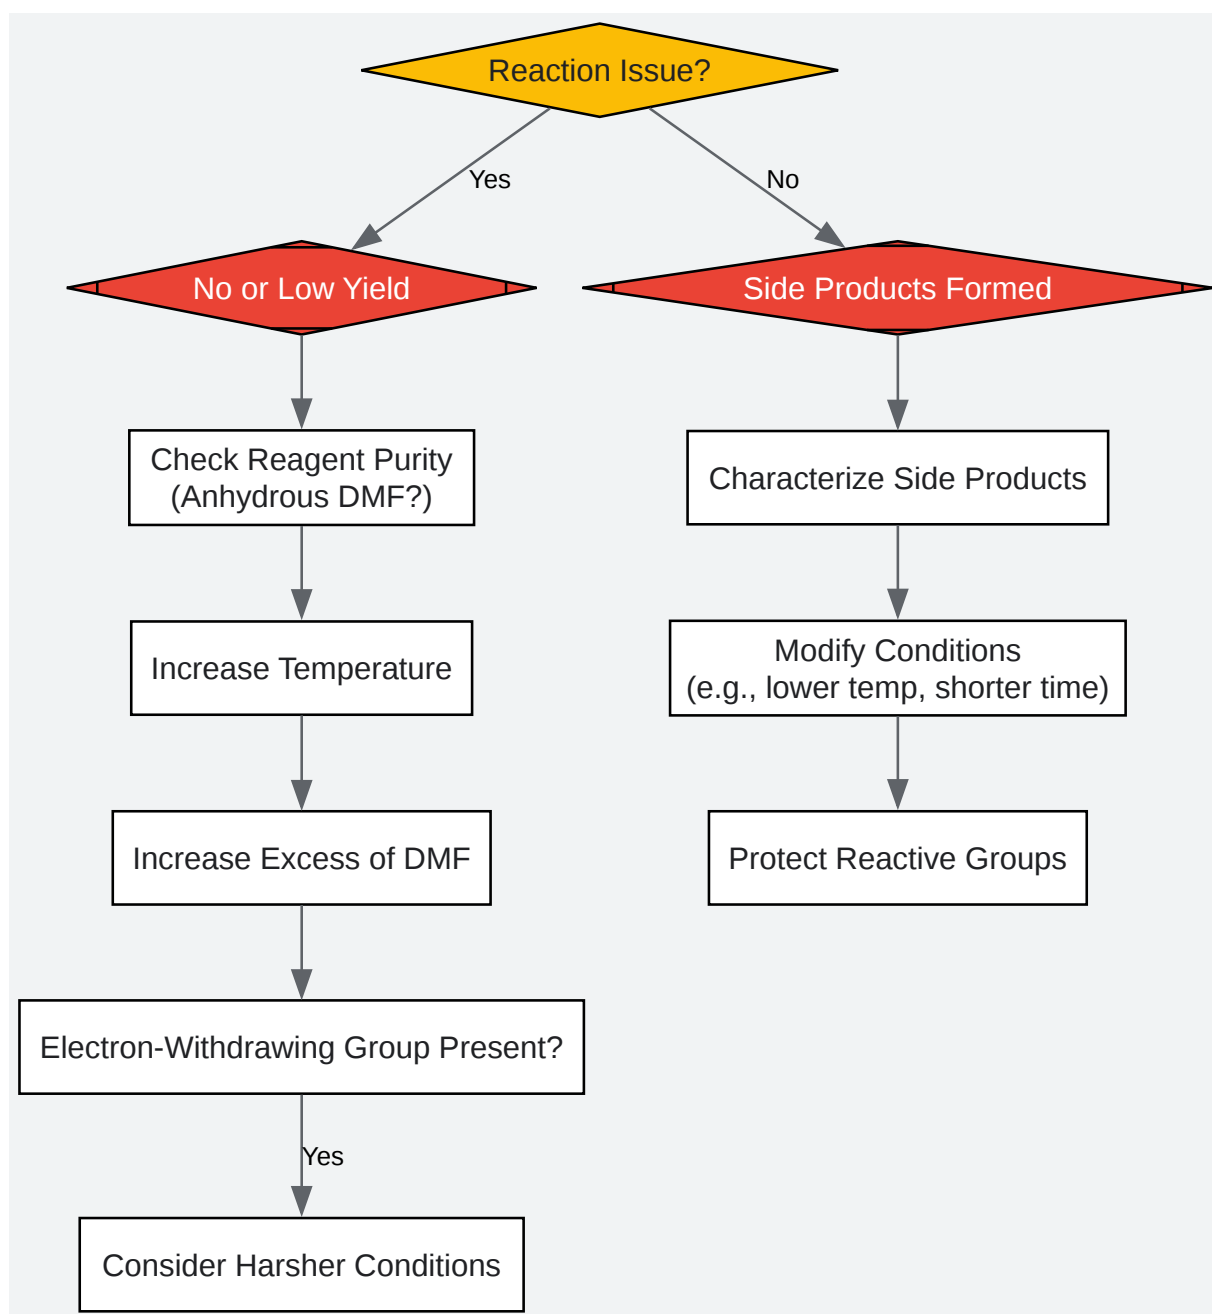 Reaction Issue?
Yes
No
No or Low Yield
Side Products Formed
Check Reagent Purity
(Anhydrous DMF?)
Characterize Side Products
Increase Temperature
Modify Conditions
(e.g., lower temp, shorter time)
Increase Excess of DMF
Protect Reactive Groups
Electron-Withdrawing Group Present?
Yes
Consider Harsher Conditions